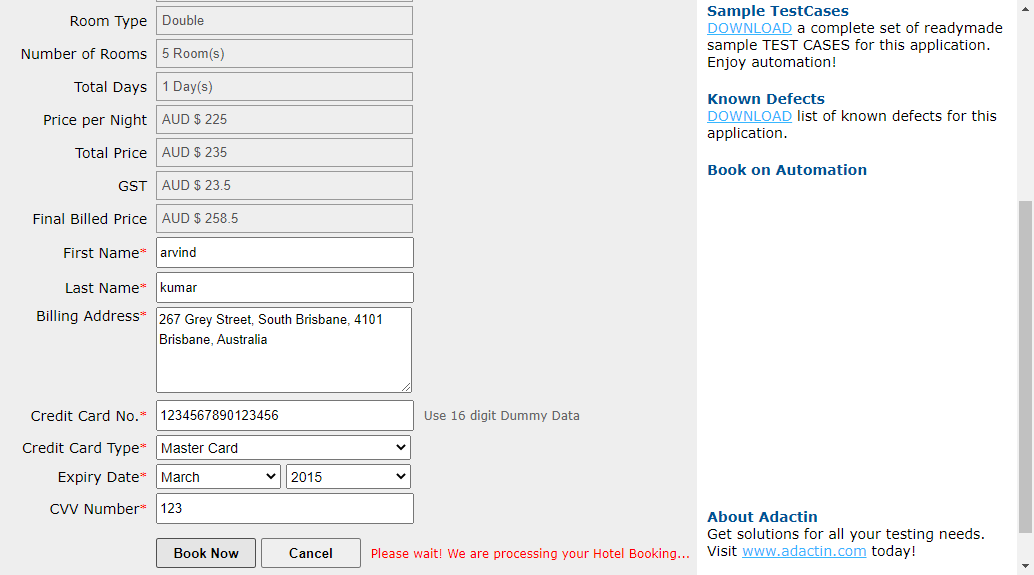 Room Type Double
Number of Rooms 5 Room(s)
Total Days 1 Day(s)
Price per Night AUD $ 225
Total Price AUD $ 235
GST AUD $ 23.5
Final Billed Price AUD $ 258.5
First Name* arvind
Last Name* kumar
Billing Address* 267 Grey Street, South Brisbane, 4101
Brisbane, Australia
Credit Card No.* 1234567890123456 Use 16 digit Dummy Data
Credit Card Type* Master Card
Expiry Date* March 2015
CVV Number* 123
Book Now Cancel Please wait! We are processing your Hotel Booking...
Sample TestCases
DOWNLOAD a complete set of readymade
sample TEST CASES for this application.
Enjoy automation!
Known Defects
DOWNLOAD list of known defects for this
application.
Book on Automation
About Adactin
Get solutions for all your testing needs.
Visit www.adactin.com today!